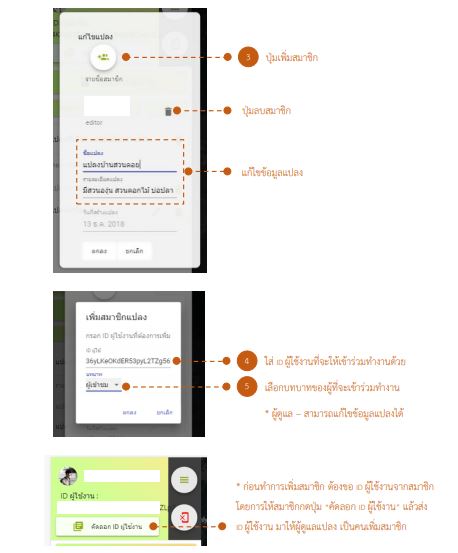 แก้ไขแปลง
3 ปุ่มเพิ่มสมาชิก
รายชื่อสมาชิก
ปุ่มลบสมาชิก
editor
ชื่อแปลง
แปลงบ้านสวนคอย
แก้ไขข้อมูลแปลง
รายละเอียดแปลง
มีสวนองุ่น สวนดอกไม้ บ่อปลา
วันที่สร้างแปลง
13 ธ.ค. 2018
ตกลง ยกเลิก
เพิ่มสมาชิกแปลง
กรอก ID ผู้ใช้งานที่ต้องการเพิ่ม
ID ผู้ใช้
36yLKeOKdER53pyL2TZg56
4 ใส่ ID ผู้ใช้งานที่จะให้เข้าร่วมทำงานด้วย
บทบาท
ผู้เข้าชม
5 เลือกบทบาทของผู้ที่จะเข้าร่วมทำงาน
ตกลง ยกเลิก
* ผู้ดูแล – สามารถแก้ไขข้อมูลแปลงได้
* ก่อนทำการเพิ่มสมาชิก ต้องขอ ID ผู้ใช้งานจากสมาชิก
ID ผู้ใช้งาน :
โดยการให้สมาชิกกดปุ่ม "คัดลอก ID ผู้ใช้งาน" แล้วส่ง
คัดลอก ID ผู้ใช้งาน
ID ผู้ใช้งาน มาให้ผู้ดูแลแปลง เป็นคนเพิ่มสมาชิก